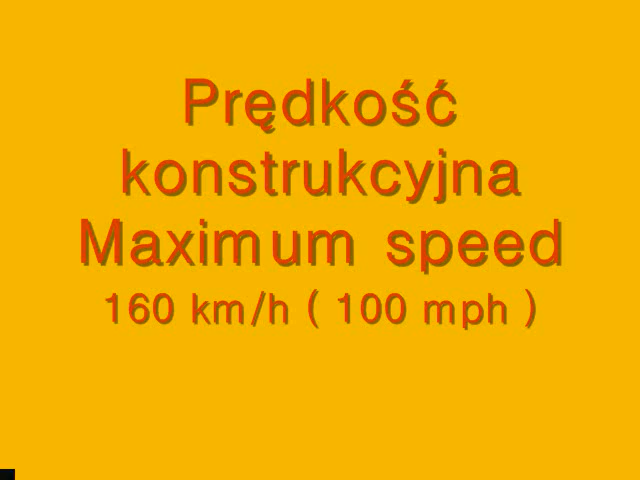 Prędkość
konstrukcyjna
Maximum speed
160 km/h ( 100 mph )